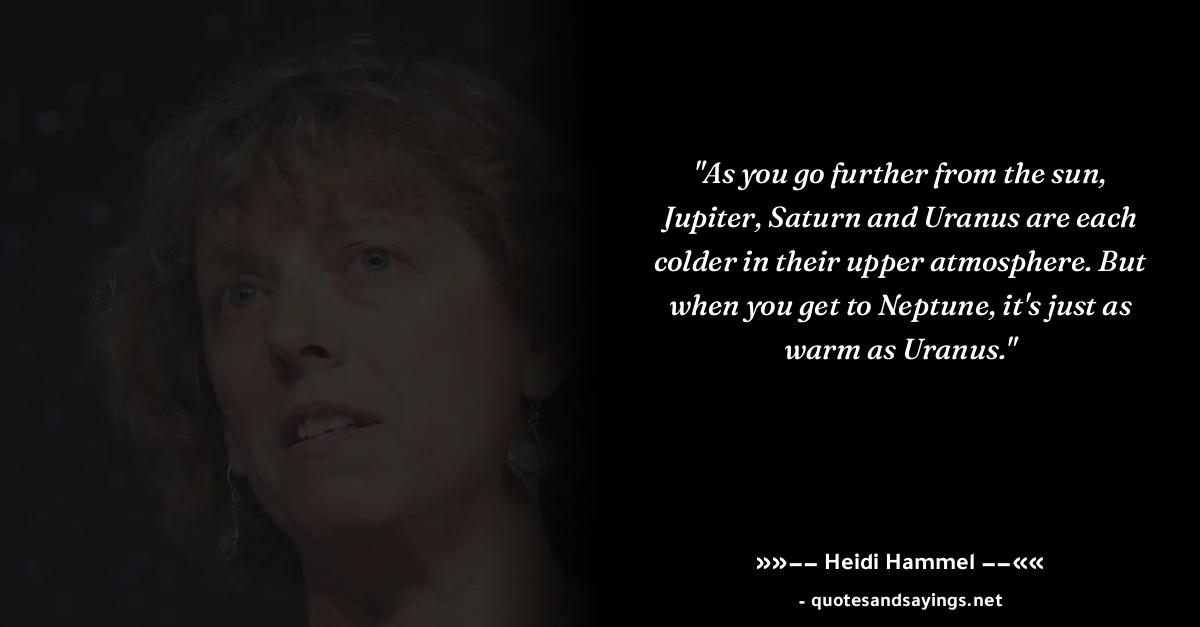 "As you go further from the sun,
Jupiter, Saturn and Uranus are each
colder in their upper atmosphere. But
when you get to Neptune, it's just as
warm as Uranus."
»»−− Heidi Hammel −−««
- quotesandsayings.net